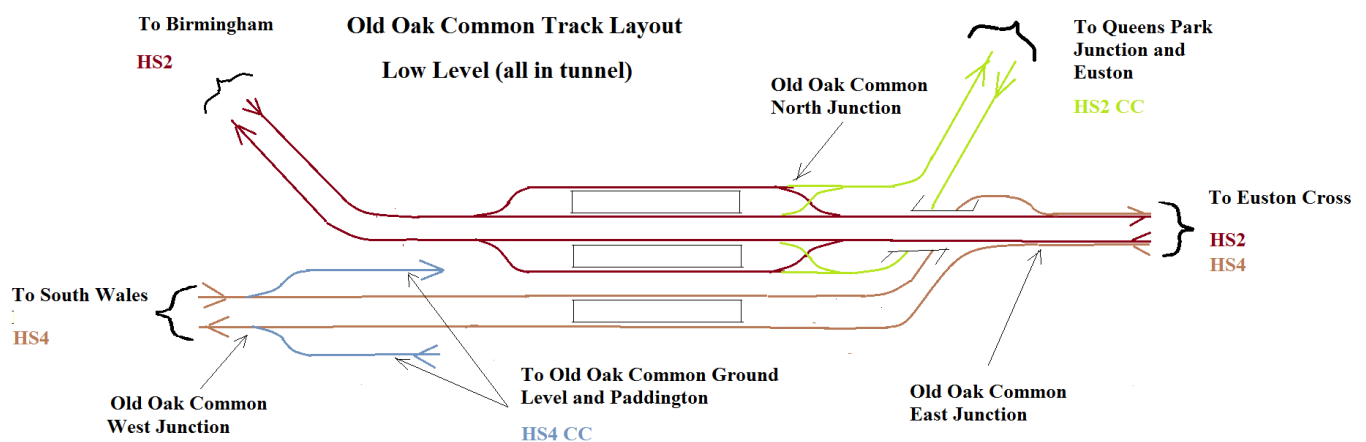 Old Oak Common Track Layout
Low Level (all in tunnel)
To Birmingham
HS2
To Queens Park
Junction and
Euston
HS2 CC
Old Oak Common
North Junction
To Euston Cross
HS2
HS4
To South Wales
HS4
Old Oak Common
West Junction
To Old Oak Common Ground
Level and Paddington
HS4 CC
Old Oak Common
East Junction